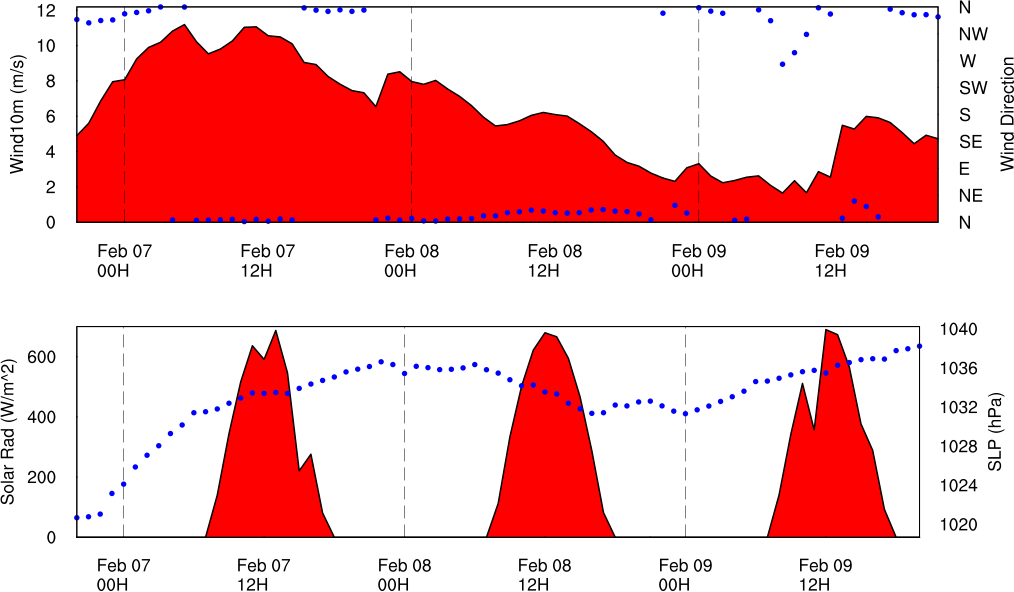 12
10
8
6
4
2
0
Wind10m (m/s)
N
NW
W
SW
S
SE
E
NE
N
Wind Direction
Feb 07 Feb 07 Feb 08 Feb 08 Feb 09 Feb 09
00H 12H 00H 12H 00H 12H
600
400
200
0
Solar Rad (W/m^2)
1040
1036
1032
1028
1024
1020
SLP (hPa)
Feb 07 Feb 07 Feb 08 Feb 08 Feb 09 Feb 09
00H 12H 00H 12H 00H 12H